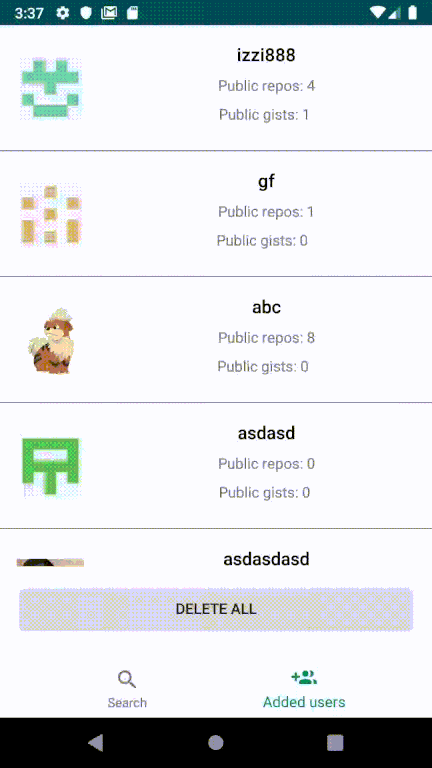 3:37
izzi888
Public repos: 4
Public gists: 1
gf
Public repos: 1
Public gists: 0
abc
Public repos: 8
Public gists: 0
asdasd
Public repos: 0
Public gists: 0
asdasdasd
DELETE ALL
Search
Added users